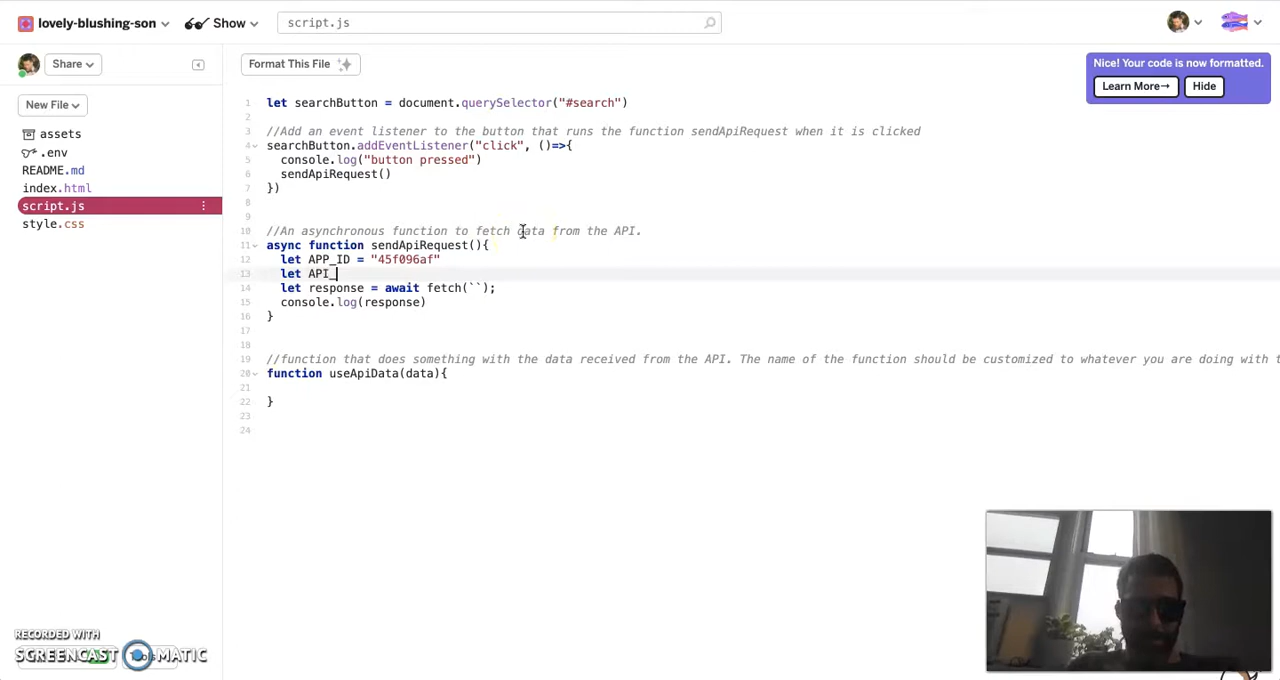 lovely-blushing-son
Show
script.js
Share
Format This File
Nice! Your code is now formatted.
Learn More→
Hide
New File
assets
.env
README.md
index.html
script.js
style.css
1 let searchButton = document.querySelector("#search")
2
3 //Add an event listener to the button that runs the function sendApiRequest when it is clicked
4 searchButton.addEventListener("click", ()=>{
5 console.log("button pressed")
6 sendApiRequest()
7 })
8
9
10 //An asynchronous function to fetch data from the API.
11 async function sendApiRequest(){
12 let APP_ID = "45f096af"
13 let API_
14 let response = await fetch(``);
15 console.log(response)
16 }
17
18
19 //function that does something with the data received from the API. The name of the function should be customized to whatever you are doing with
20 function useApiData(data){
21
22 }
23
24
RECORDED WITH
SCREENCAST MATIC